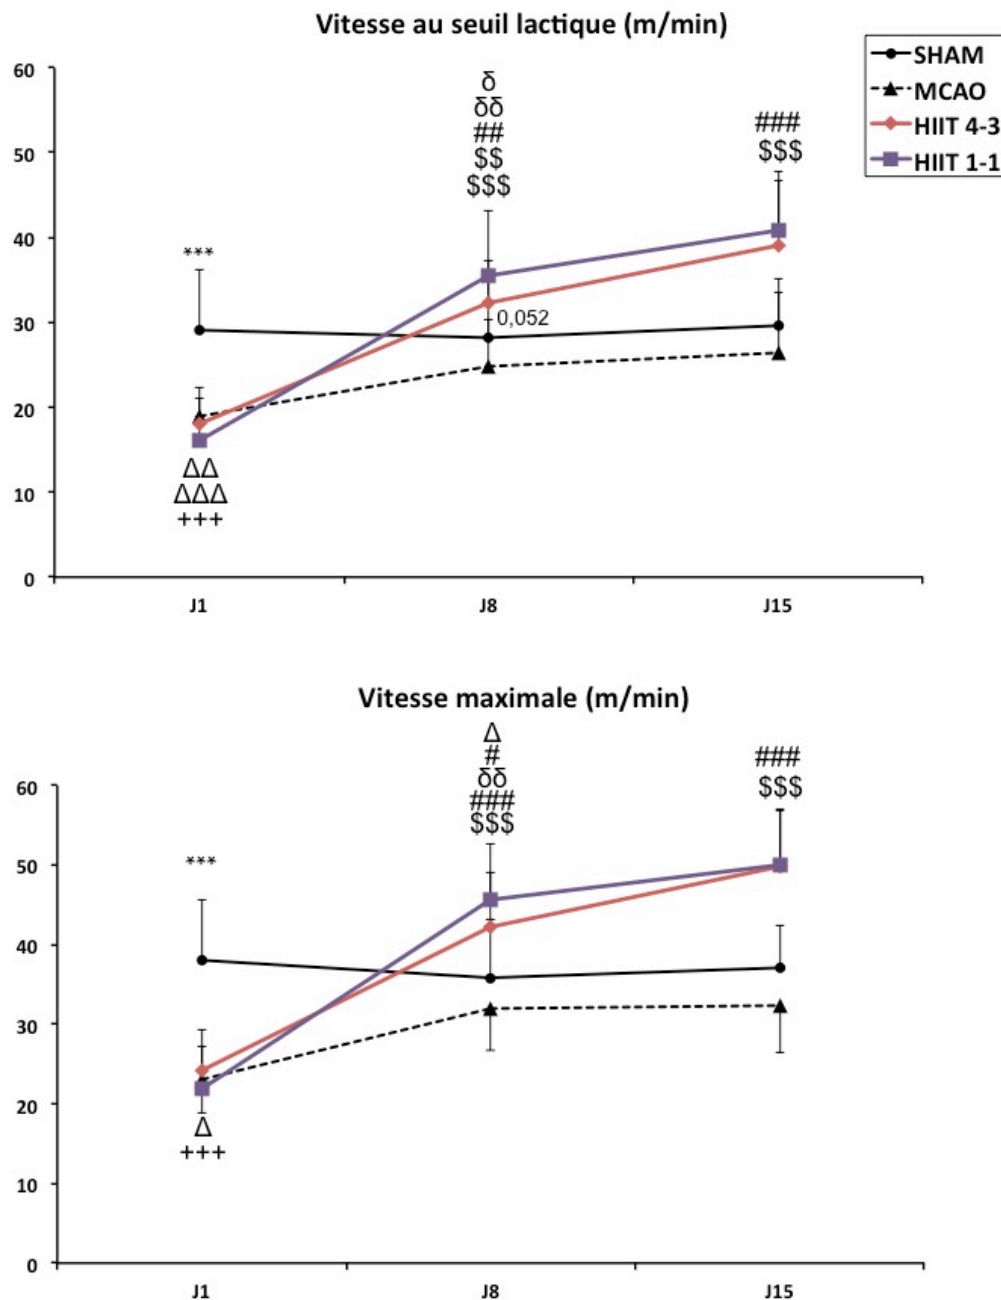 Vitesse au seuil lactique (m/min)
SHAM
MCAO
HIIT 4-3
HIIT 1-1
60
50
40
30
20
10
0
***
δ
δδ
##
$$
$$$
###
$$$
0,052
ΔΔ
ΔΔΔ
+++
J1
J8
J15
Vitesse maximale (m/min)
60
50
40
30
20
10
0
***
Δ
#
δδ
###
$$$
###
$$$
Δ
+++
J1
J8
J15